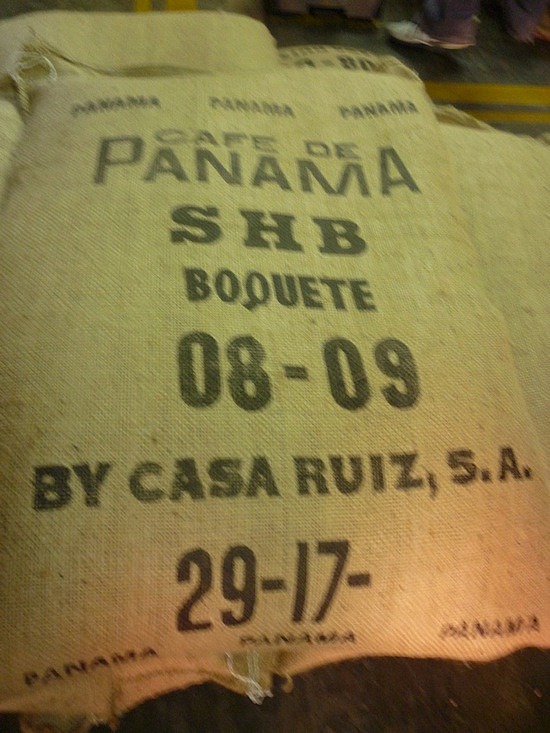 PANAMA PANAMA PANAMA
CAFE DE
PANAMA
SHB
BOQUETE
08-09
BY CASA RUIZ, S.A.
29-17-
PANAMA PANAMA PANAMA